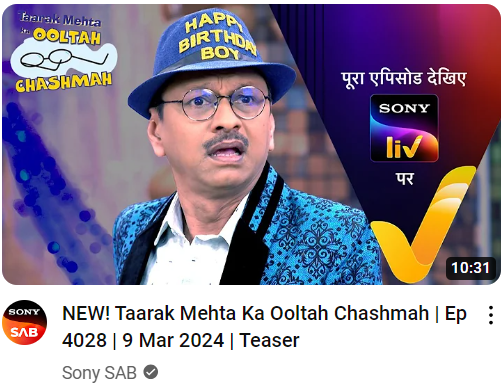 Taarak Mehta
Ka OOLTAH
CHASHMAH
HAPPY
BIRTHDAY
BOY
पूरा एपिसोड देखिए
SONY
liv
पर
10:31
SONY
SAB
NEW! Taarak Mehta Ka Ooltah Chashmah | Ep
4028 | 9 Mar 2024 | Teaser
Sony SAB